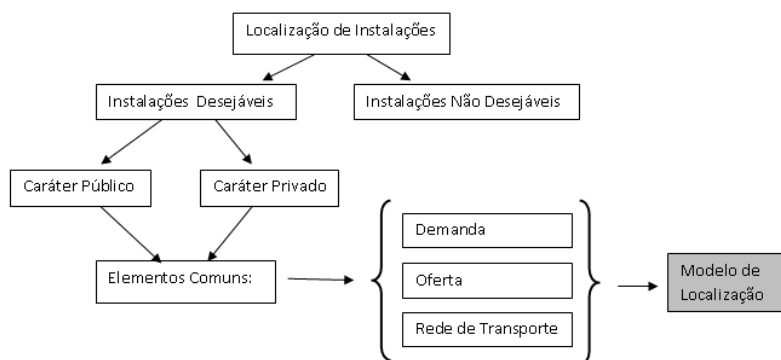 Localização de Instalações
Instalações Desejáveis
Instalações Não Desejáveis
Caráter Público
Caráter Privado
Elementos Comuns:
Demanda
Oferta
Rede de Transporte
Modelo de
Localização